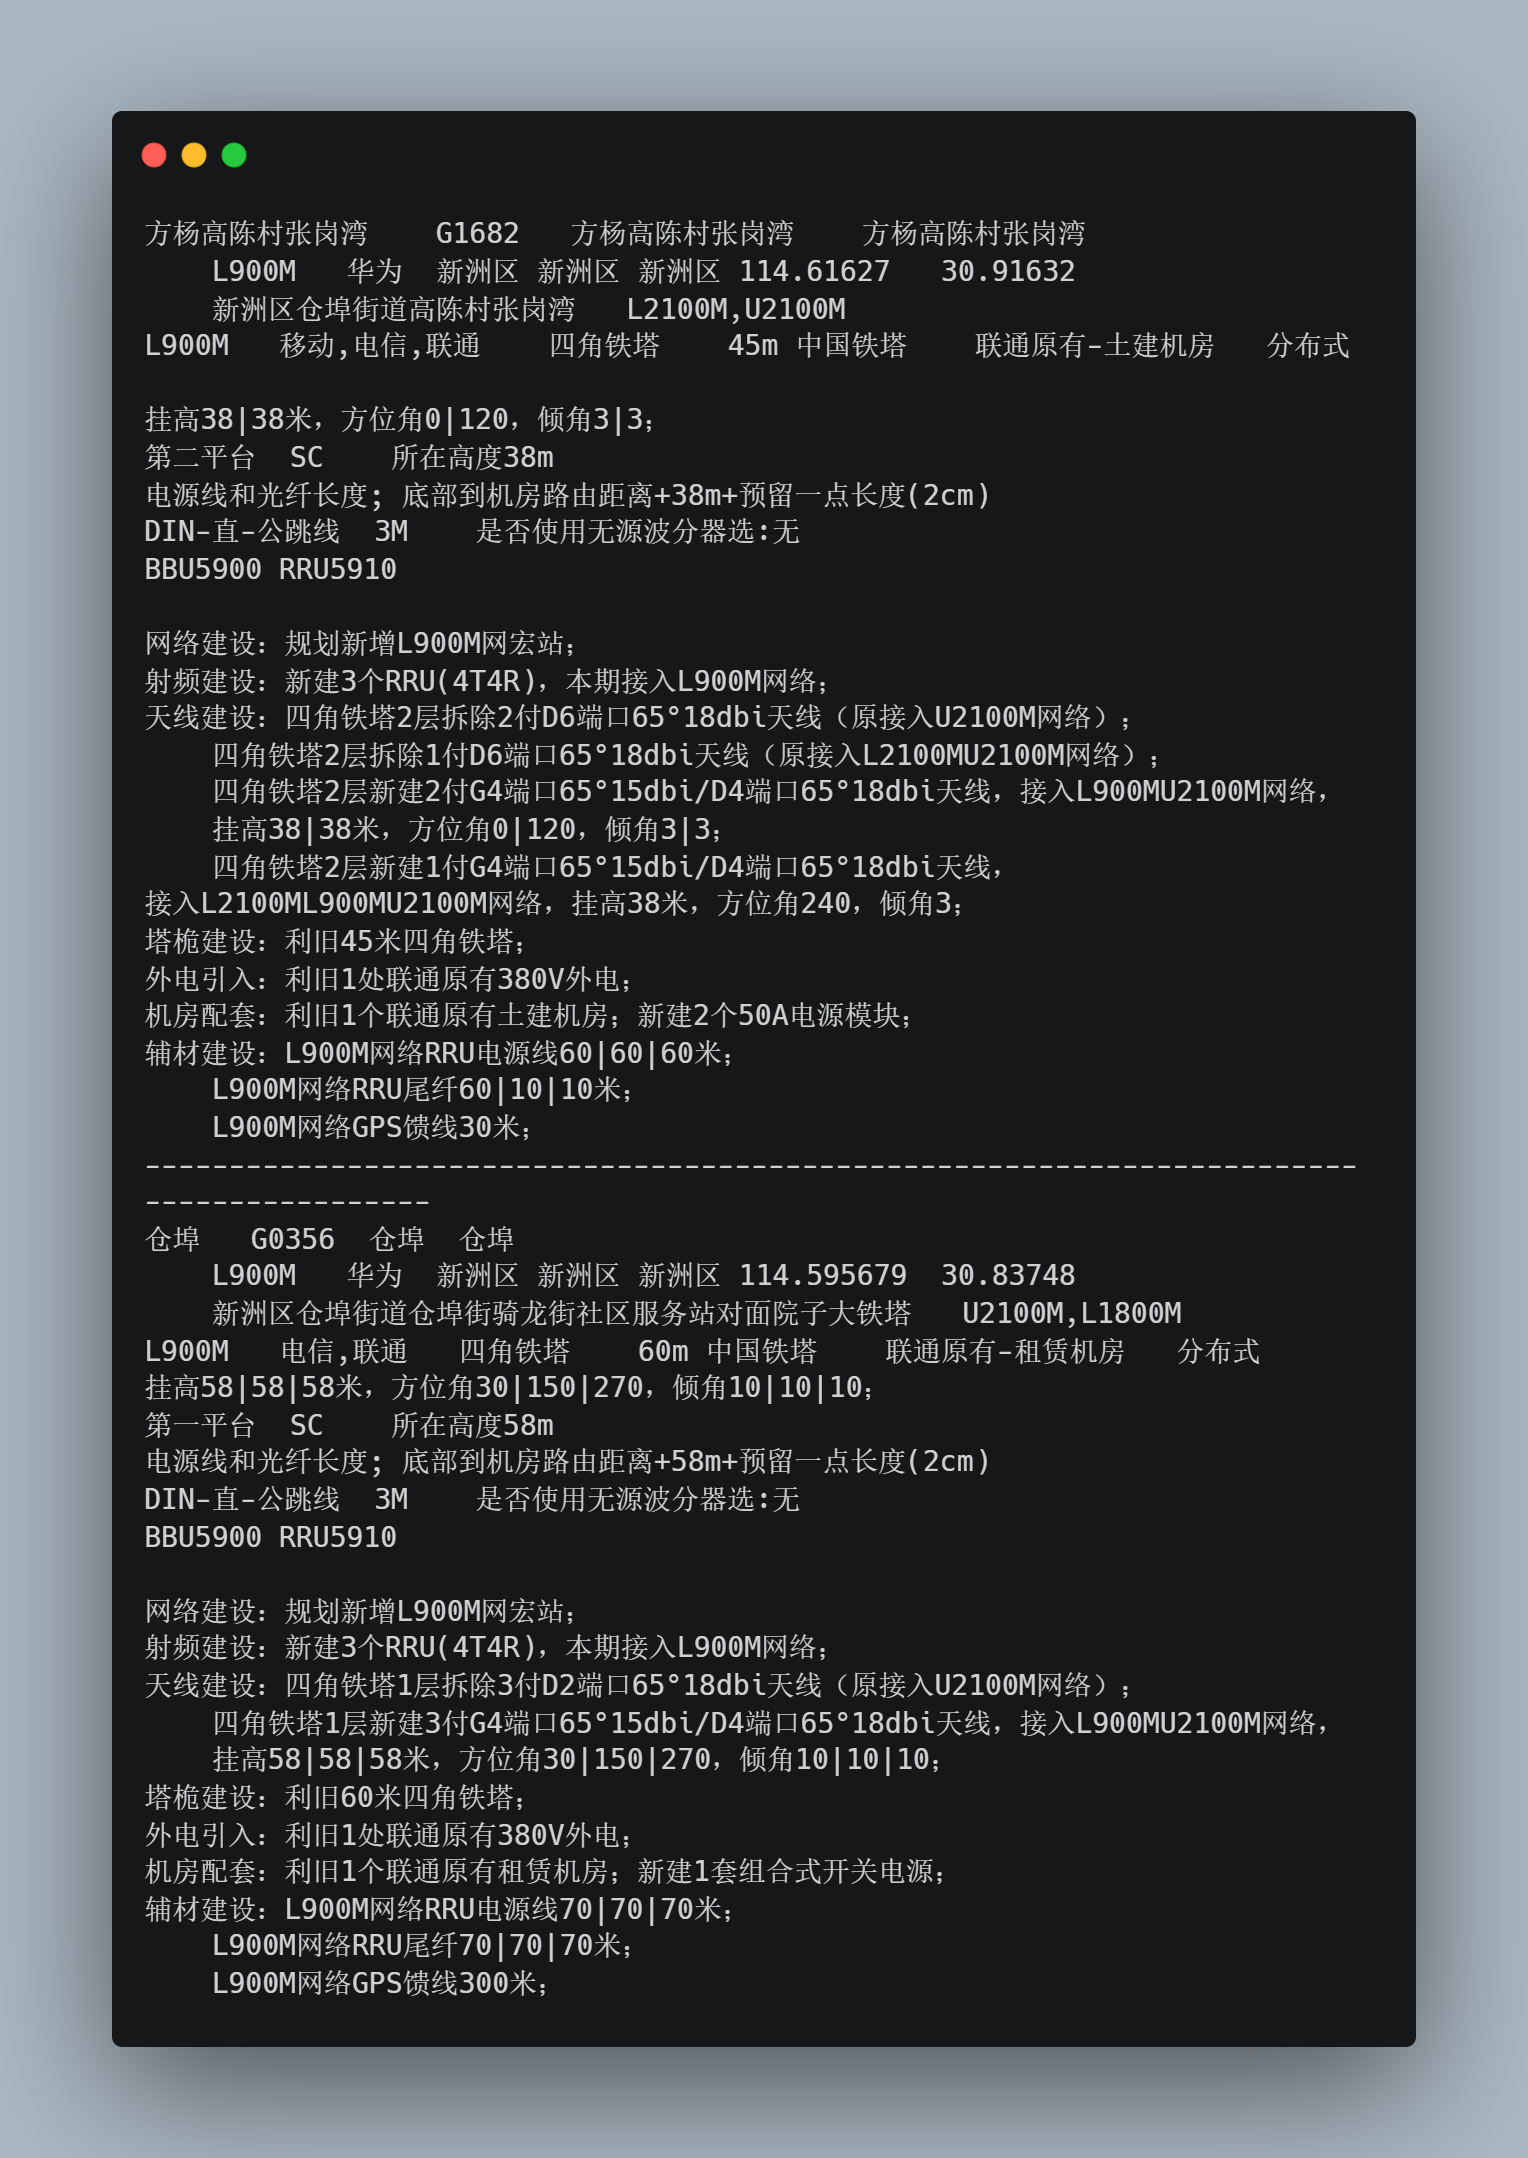 方杨高陈村张岗湾    G1682   方杨高陈村张岗湾    方杨高陈村张岗湾
    L900M   华为  新洲区 新洲区 新洲区 114.61627   30.91632
    新洲区仓埠街道高陈村张岗湾   L2100M,U2100M
L900M   移动,电信,联通    四角铁塔    45m 中国铁塔    联通原有-土建机房   分布式
挂高38|38米，方位角0|120，倾角3|3；
第二平台  SC    所在高度38m
电源线和光纤长度; 底部到机房路由距离+38m+预留一点长度(2cm)
DIN-直-公跳线  3M    是否使用无源波分器选:无
BBU5900 RRU5910
网络建设：规划新增L900M网宏站；
射频建设：新建3个RRU(4T4R)，本期接入L900M网络；
天线建设：四角铁塔2层拆除2付D6端口65°18dbi天线（原接入U2100M网络）；
    四角铁塔2层拆除1付D6端口65°18dbi天线（原接入L2100MU2100M网络）；
    四角铁塔2层新建2付G4端口65°15dbi/D4端口65°18dbi天线，接入L900MU2100M网络，
    挂高38|38米，方位角0|120，倾角3|3；
    四角铁塔2层新建1付G4端口65°15dbi/D4端口65°18dbi天线，
接入L2100ML900MU2100M网络，挂高38米，方位角240，倾角3；
塔桅建设：利旧45米四角铁塔；
外电引入：利旧1处联通原有380V外电；
机房配套：利旧1个联通原有土建机房；新建2个50A电源模块；
辅材建设：L900M网络RRU电源线60|60|60米；
    L900M网络RRU尾纤60|10|10米；
    L900M网络GPS馈线30米；
------------------------------------------------------------------------
-----------------
仓埠   G0356  仓埠  仓埠
    L900M   华为  新洲区 新洲区 新洲区 114.595679  30.83748
    新洲区仓埠街道仓埠街骑龙街社区服务站对面院子大铁塔   U2100M,L1800M
L900M   电信,联通   四角铁塔    60m 中国铁塔    联通原有-租赁机房   分布式
挂高58|58|58米，方位角30|150|270，倾角10|10|10；
第一平台  SC    所在高度58m
电源线和光纤长度; 底部到机房路由距离+58m+预留一点长度(2cm)
DIN-直-公跳线  3M    是否使用无源波分器选:无
BBU5900 RRU5910
网络建设：规划新增L900M网宏站；
射频建设：新建3个RRU(4T4R)，本期接入L900M网络；
天线建设：四角铁塔1层拆除3付D2端口65°18dbi天线（原接入U2100M网络）；
    四角铁塔1层新建3付G4端口65°15dbi/D4端口65°18dbi天线，接入L900MU2100M网络，
    挂高58|58|58米，方位角30|150|270，倾角10|10|10；
塔桅建设：利旧60米四角铁塔；
外电引入：利旧1处联通原有380V外电；
机房配套：利旧1个联通原有租赁机房；新建1套组合式开关电源；
辅材建设：L900M网络RRU电源线70|70|70米；
    L900M网络RRU尾纤70|70|70米；
    L900M网络GPS馈线300米；